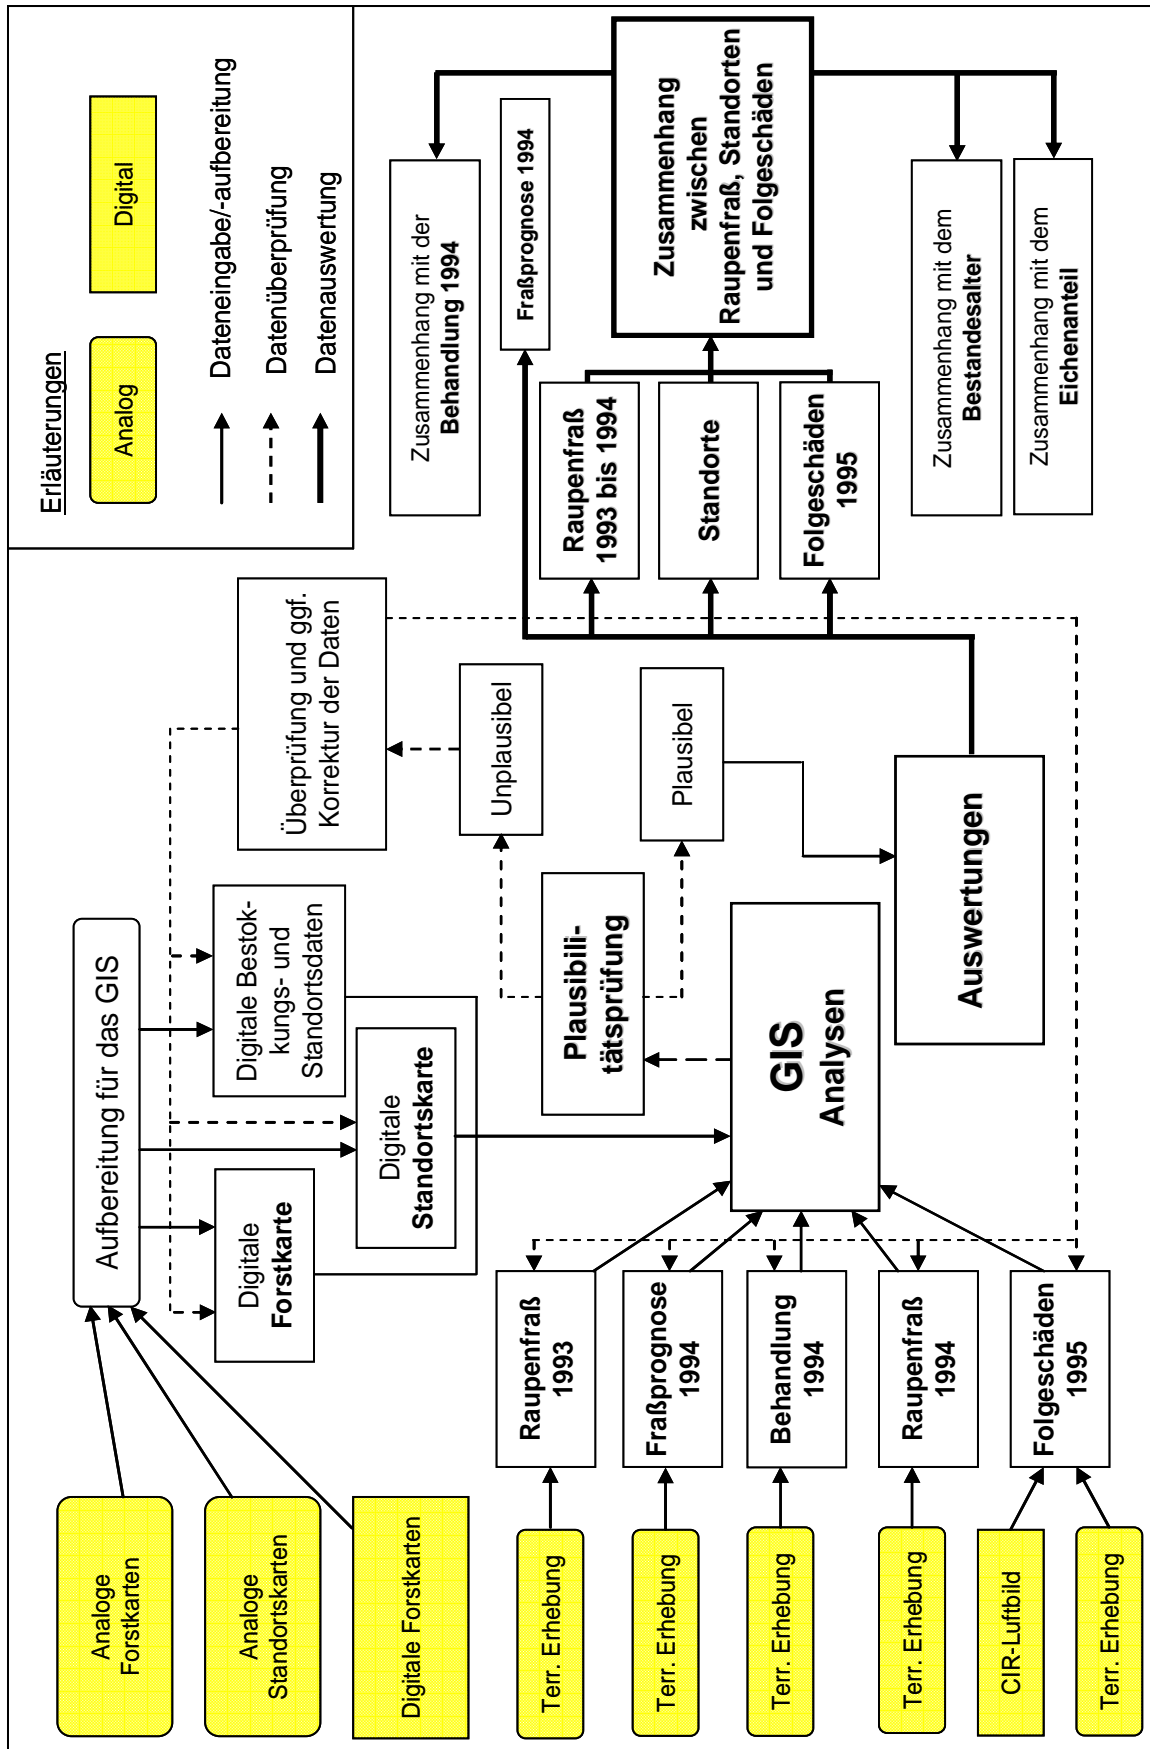 Analoge
Forstkarten
Analoge
Standortskarten
Digitale Forstkarten
Aufbereitung für das GIS
Digitale
Forstkarte
Digitale
Standortskarte
Digitale Bestok-
kungs- und
Standortsdaten
Überprüfung und ggf.
Korrektur der Daten
Erläuterungen
Analog
Digital
Dateneingabe/-aufbereitung
Datenüberprüfung
Datenauswertung
Terr. Erhebung
Terr. Erhebung
Terr. Erhebung
Terr. Erhebung
CIR-Luftbild
Terr. Erhebung
Raupenfraß
1993
Fraßprognose
1994
Behandlung
1994
Raupenfraß
1994
Folgeschäden
1995
GIS
Analysen
Plausibili-
tätsprüfung
Unplausibel
Plausibel
Auswertungen
Zusammenhang mit der
Behandlung 1994
Fraßprognose 1994
Raupenfraß
1993 bis 1994
Standorte
Folgeschäden
1995
Zusammenhang
zwischen
Raupenfraß, Standorten
und Folgeschäden
Zusammenhang mit dem
Bestandesalter
Zusammenhang mit dem
Eichenanteil